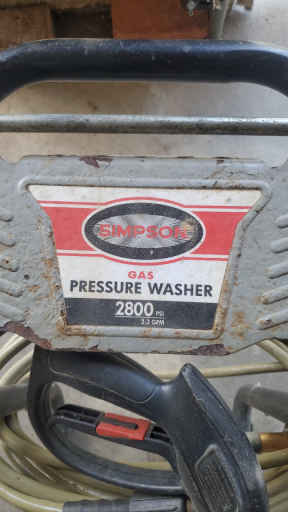 SIMPSON
GAS
PRESSURE WASHER
2800 PSI
2.3 GPM